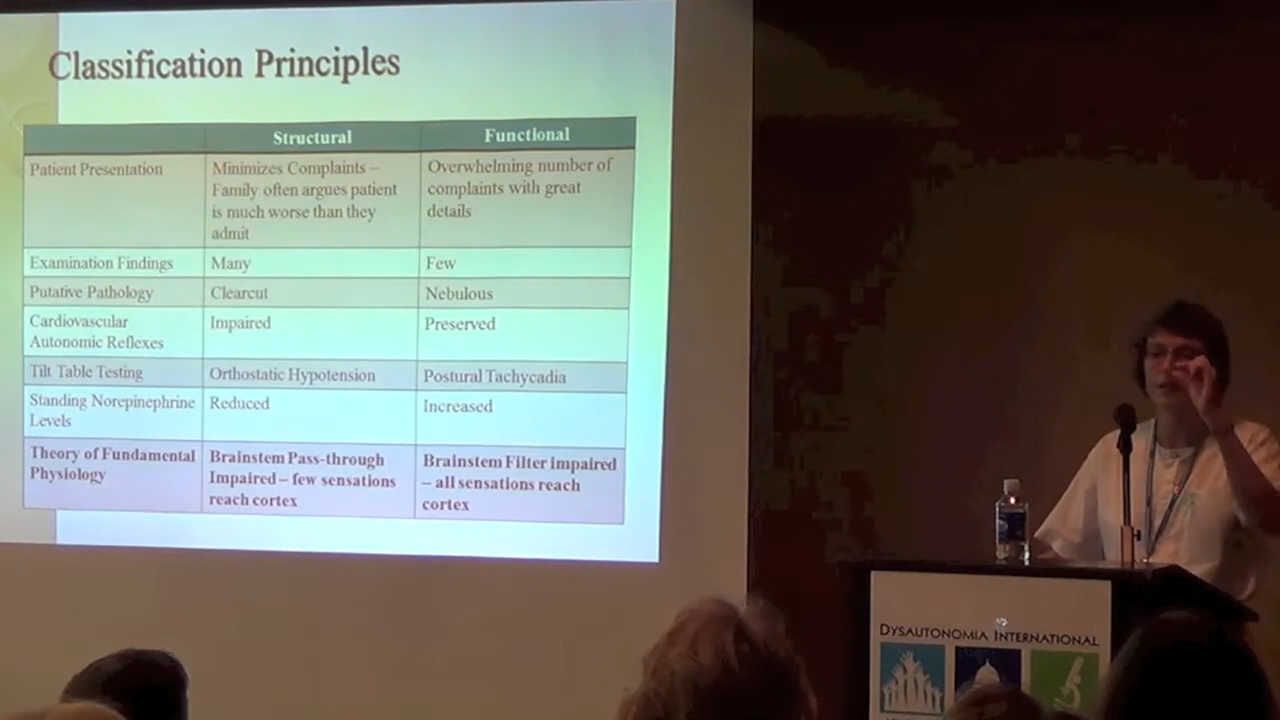 Classification Principles
Structural
Functional
Patient Presentation
Minimizes Complaints –
Family often argues patient
is much worse than they
admit
Overwhelming number of
complaints with great
details
Examination Findings
Many
Few
Putative Pathology
Clearcut
Nebulous
Cardiovascular
Autonomic Reflexes
Impaired
Preserved
Tilt Table Testing
Orthostatic Hypotension
Postural Tachycadia
Standing Norepinephrine
Levels
Reduced
Increased
Theory of Fundamental
Physiology
Brainstem Pass-through
Impaired – few sensations
reach cortex
Brainstem Filter impaired
– all sensations reach
cortex
DYSAUTONOMIA INTERNATIONAL